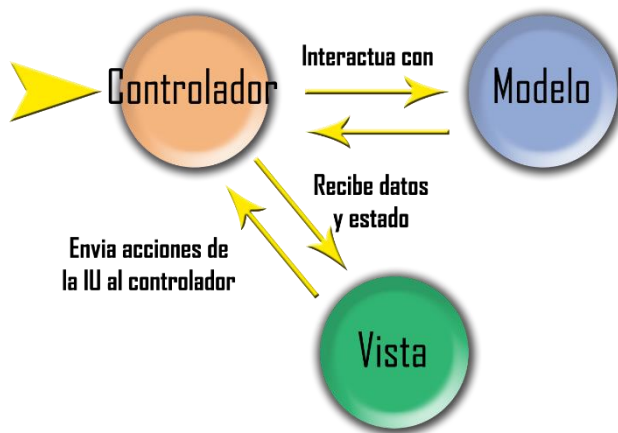 Interactua con
Controlador
Modelo
Recibe datos
y estado
Envia acciones de
la IU al controlador
Vista